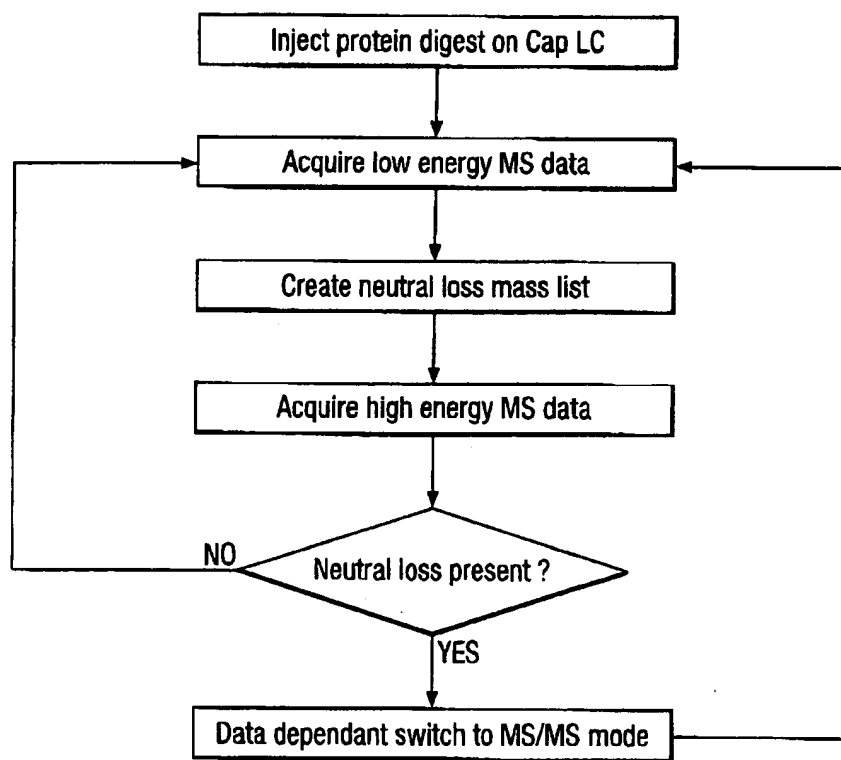 Inject protein digest on Cap LC
Acquire low energy MS data
Create neutral loss mass list
Acquire high energy MS data
Neutral loss present ?
NO
YES
Data dependant switch to MS/MS mode